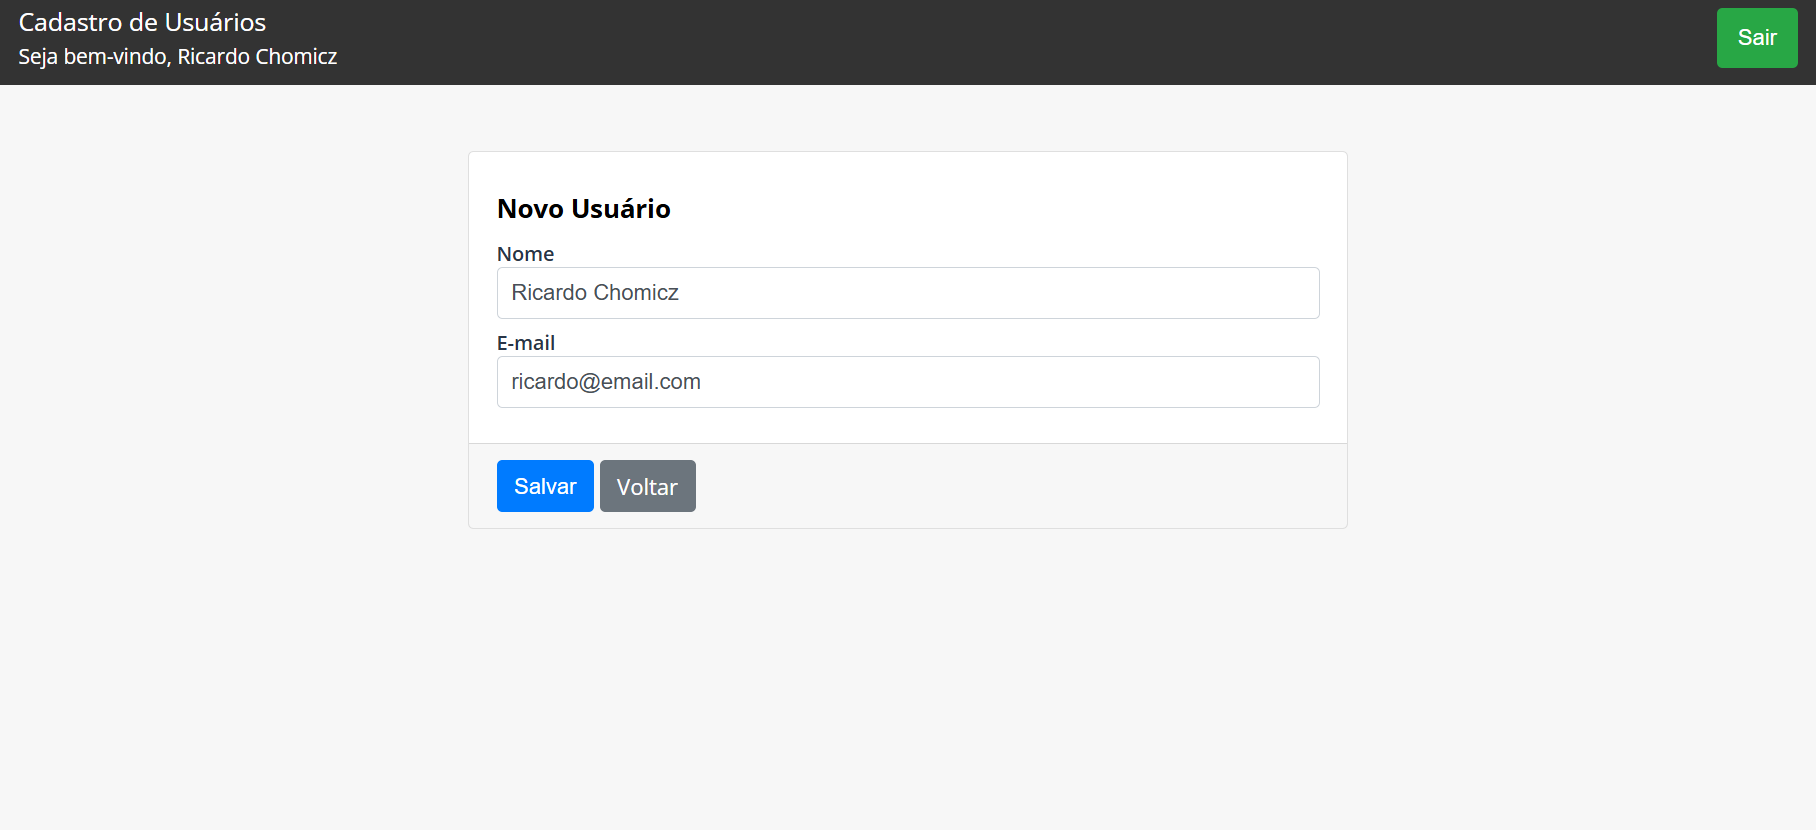 Cadastro de Usuários
Seja bem-vindo, Ricardo Chomicz
Sair
Novo Usuário
Nome
Ricardo Chomicz
E-mail
ricardo@email.com
Salvar Voltar